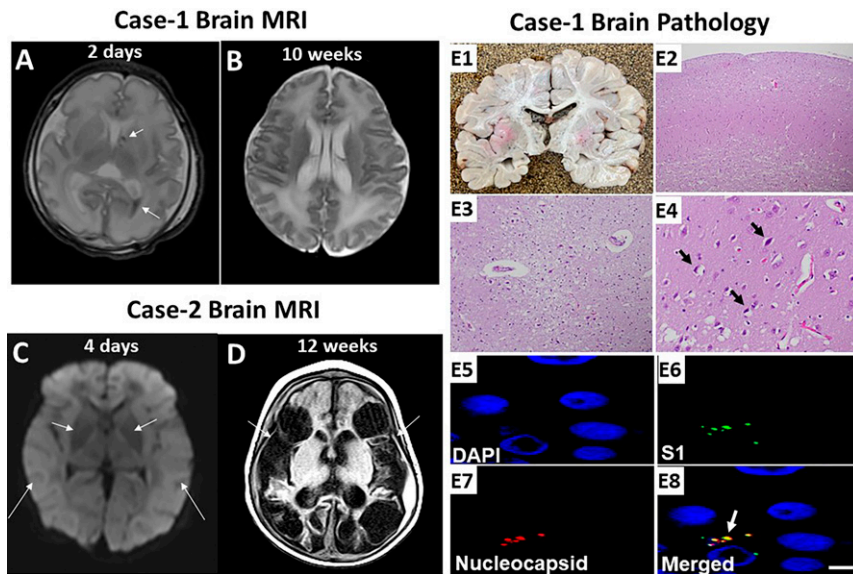 Case-1 Brain MRI
A
2 days
B
10 weeks
Case-2 Brain MRI
C
4 days
D
12 weeks
Case-1 Brain Pathology
E1
E2
E3
E4
E5
DAPI
E6
S1
E7
Nucleocapsid
E8
Merged